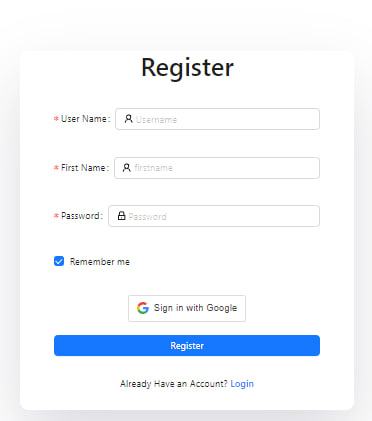 Register
* User Name : Username
* First Name : firstname
* Password : Password
Remember me
Sign in with Google
Register
Already Have an Account? Login